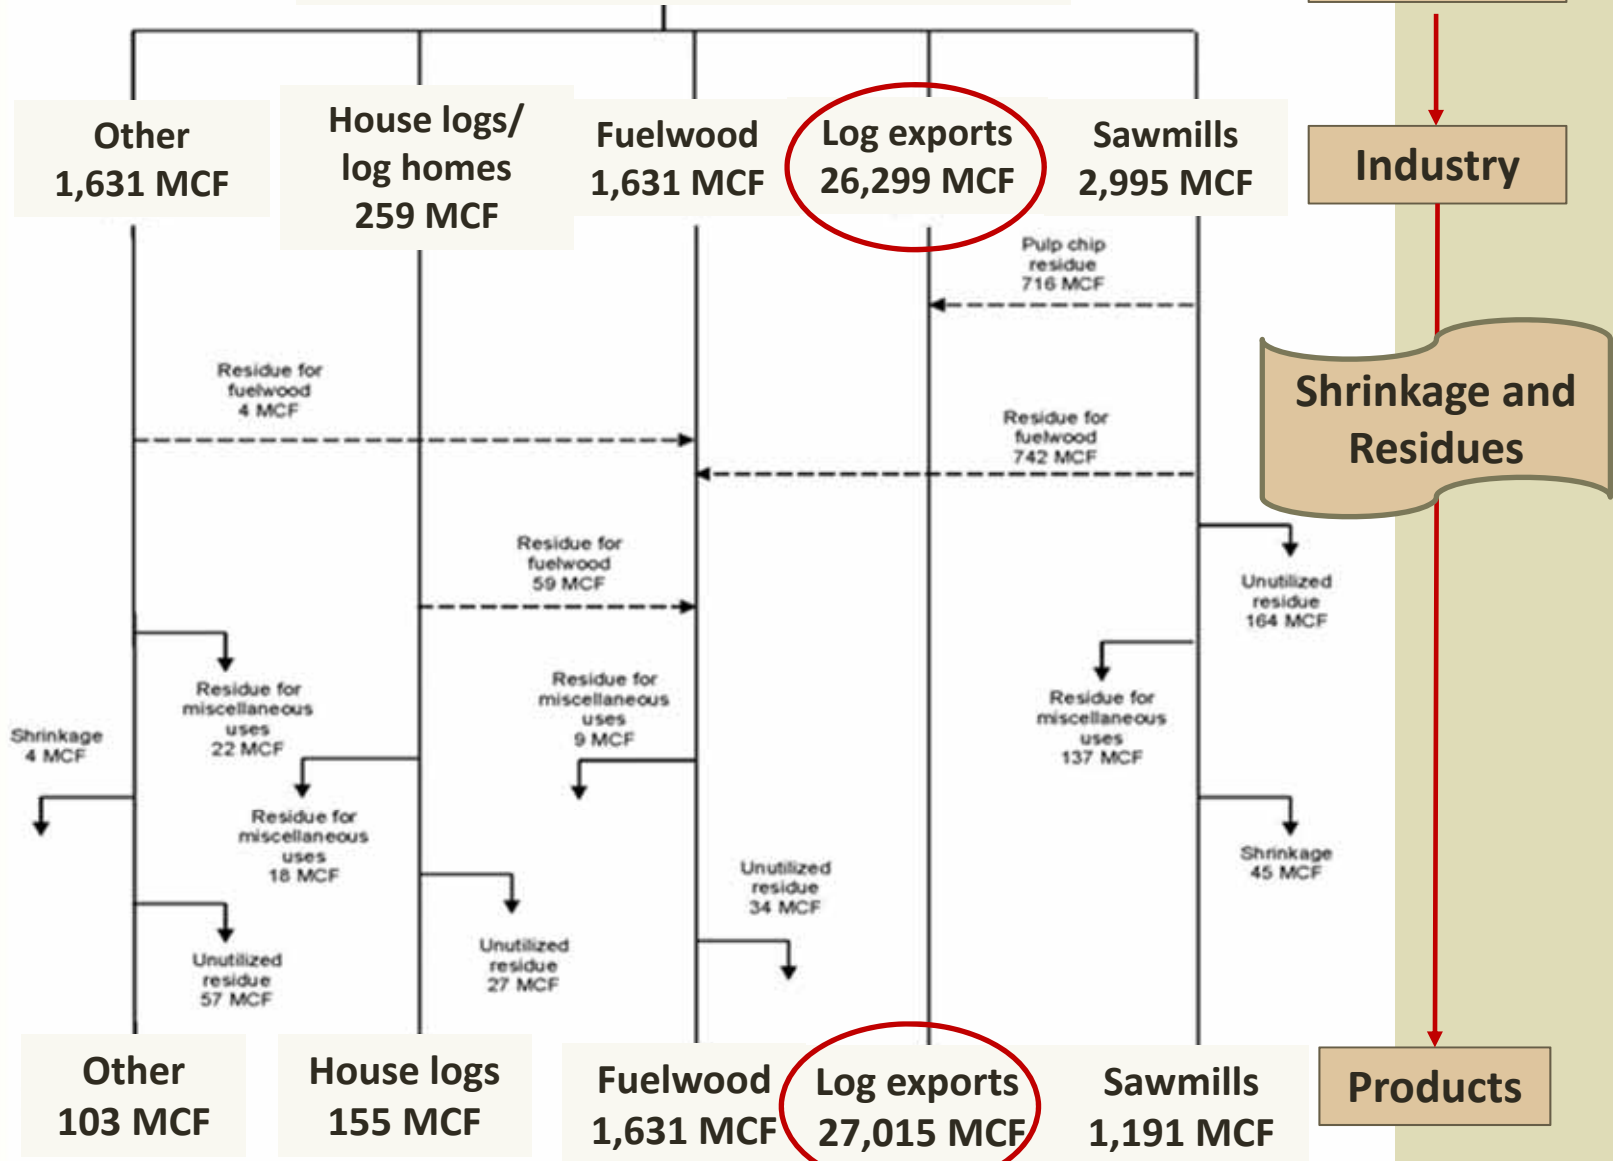 Other
1,631 MCF
House logs/
log homes
259 MCF
Fuelwood
1,631 MCF
Log exports
26,299 MCF
Sawmills
2,995 MCF
Industry
Pulp chip
residue
716 MCF
Residue for
fuelwood
4 MCF
Residue for
fuelwood
742 MCF
Shrinkage and
Residues
Residue for
fuelwood
59 MCF
Unutilized
residue
164 MCF
Residue for
miscellaneous
uses
22 MCF
Residue for
miscellaneous
uses
9 MCF
Residue for
miscellaneous
uses
137 MCF
Shrinkage
4 MCF
Residue for
miscellaneous
uses
18 MCF
Unutilized
residue
34 MCF
Shrinkage
45 MCF
Unutilized
residue
57 MCF
Unutilized
residue
27 MCF
Other
103 MCF
House logs
155 MCF
Fuelwood
1,631 MCF
Log exports
27,015 MCF
Sawmills
1,191 MCF
Products